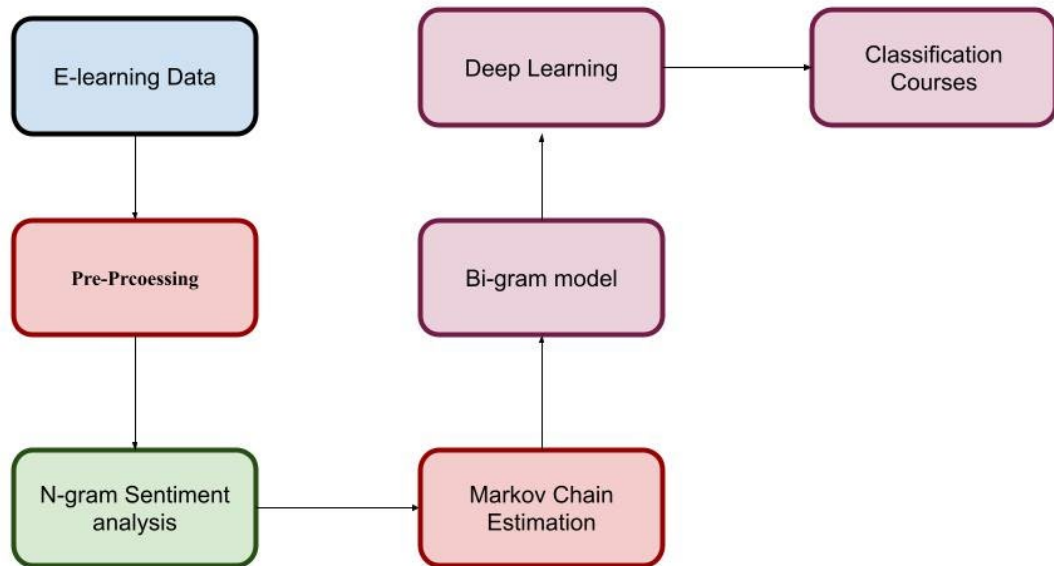 E-learning Data
Pre-Prcoessing
N-gram Sentiment
analysis
Markov Chain
Estimation
Bi-gram model
Deep Learning
Classification
Courses